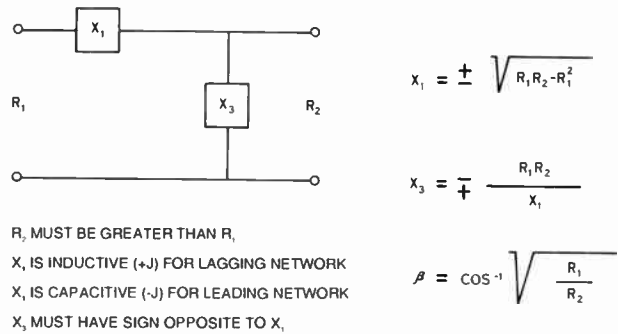 X₁
X₃
R₁
R₂
X₁ = ± √(R₁R₂-R₁²)
X₃ = ∓ R₁R₂ / X₁
β = COS⁻¹ √(R₁ / R₂)
R₂ MUST BE GREATER THAN R₁
X₁ IS INDUCTIVE (+J) FOR LAGGING NETWORK
X₁ IS CAPACITIVE (-J) FOR LEADING NETWORK
X₃ MUST HAVE SIGN OPPOSITE TO X₁